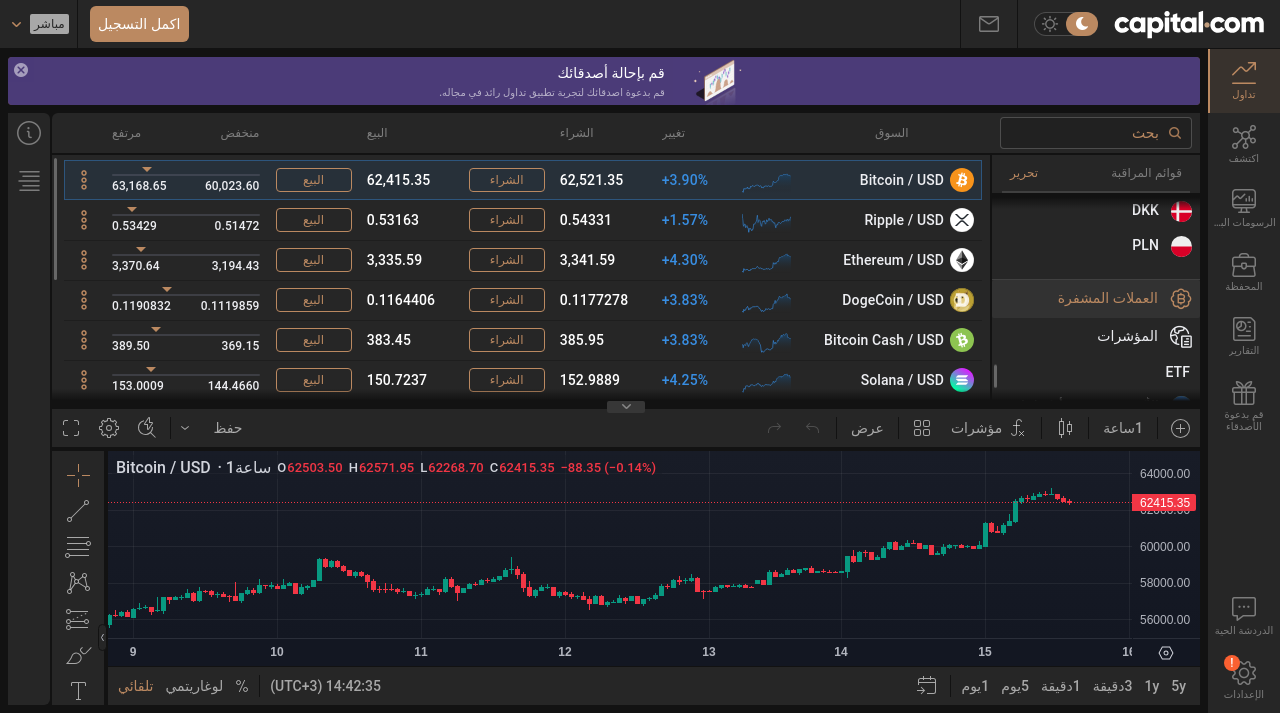 capital.com
اكمل التسجيل
مباشر
قم بإحالة أصدقائك
قم بدعوة اصدقائك لتجربة تطبيق تداول رائد في مجاله.
تداول
اكتشف
الرسومات البـ...
المحفظة
التقارير
قم بدعوة
الأصدقاء
الدردشة الحية
!
الإعدادات
بحث
قوائم المراقبة
تحرير
DKK
PLN
العملات المشفرة
المؤشرات
ETF
السوق
تغيير
الشراء
البيع
منخفض
مرتفع
Bitcoin / USD
+3.90%
62,521.35
الشراء
62,415.35
البيع
60,023.60
63,168.65
Ripple / USD
+1.57%
0.54331
الشراء
0.53163
البيع
0.51472
0.53429
Ethereum / USD
+4.30%
3,341.59
الشراء
3,335.59
البيع
3,194.43
3,370.64
DogeCoin / USD
+3.83%
0.1177278
الشراء
0.1164406
البيع
0.1119859
0.1190832
Bitcoin Cash / USD
+3.83%
385.95
الشراء
383.45
البيع
369.15
389.50
Solana / USD
+4.25%
152.9889
الشراء
150.7237
البيع
144.4660
153.0009
1ساعة
مؤشرات
عرض
حفظ
Bitcoin / USD · 1ساعة O62503.50 H62571.95 L62268.70 C62415.35 −88.35 (−0.14%)
64000.00
62415.35
60000.00
58000.00
56000.00
9 10 11 12 13 14 15
5y
1y
3دقيقة
1دقيقة
5يوم
1يوم
14:42:35 (UTC+3)
%
لوغاريتمي
تلقائي